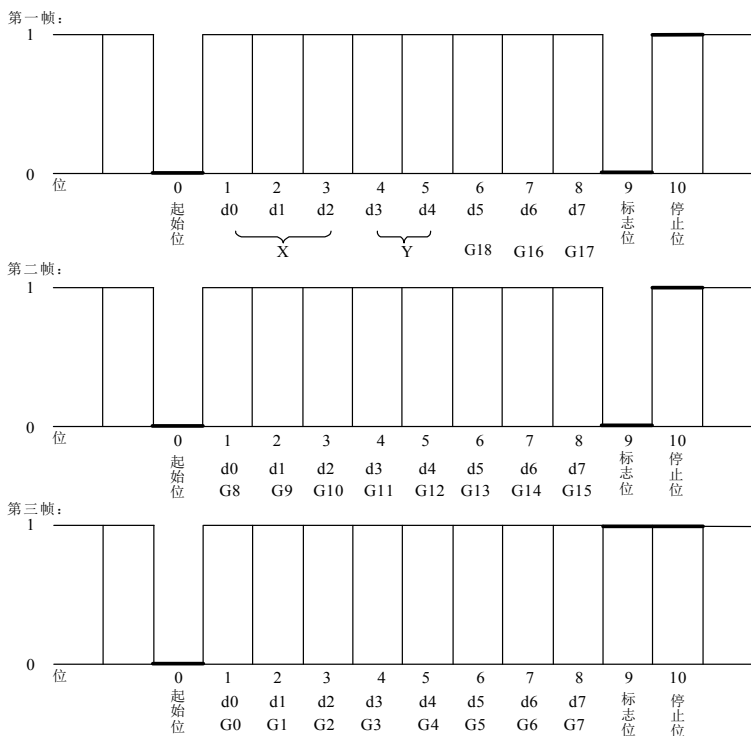 第一帧：
1
0
位 0 1 2 3 4 5 6 7 8 9 10
起始位 d0 d1 d2 d3 d4 d5 d6 d7 标志位 停止位
X Y G18 G16 G17
第二帧：
1
0
位 0 1 2 3 4 5 6 7 8 9 10
起始位 d0 d1 d2 d3 d4 d5 d6 d7 标志位 停止位
G8 G9 G10 G11 G12 G13 G14 G15
第三帧：
1
0
位 0 1 2 3 4 5 6 7 8 9 10
起始位 d0 d1 d2 d3 d4 d5 d6 d7 标志位 停止位
G0 G1 G2 G3 G4 G5 G6 G7